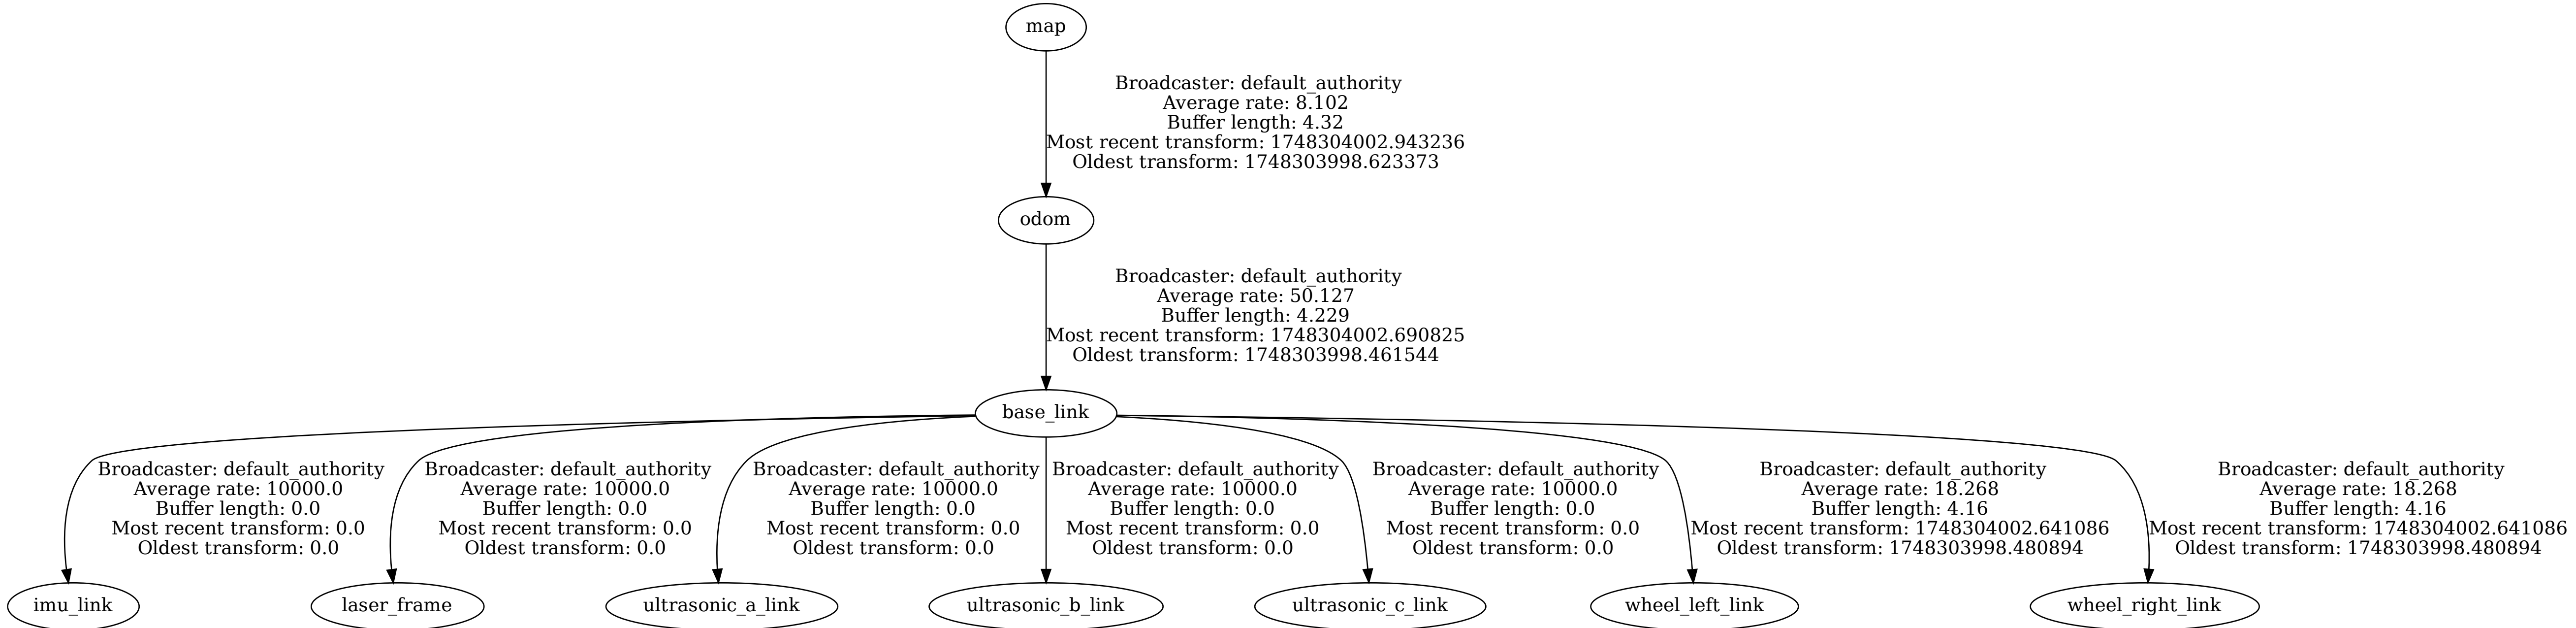 map
Broadcaster: default_authority
Average rate: 8.102
Buffer length: 4.32
Most recent transform: 1748304002.943236
Oldest transform: 1748303998.623373
odom
Broadcaster: default_authority
Average rate: 50.127
Buffer length: 4.229
Most recent transform: 1748304002.690825
Oldest transform: 1748303998.461544
base_link
Broadcaster: default_authority
Average rate: 10000.0
Buffer length: 0.0
Most recent transform: 0.0
Oldest transform: 0.0
Broadcaster: default_authority
Average rate: 10000.0
Buffer length: 0.0
Most recent transform: 0.0
Oldest transform: 0.0
Broadcaster: default_authority
Average rate: 10000.0
Buffer length: 0.0
Most recent transform: 0.0
Oldest transform: 0.0
Broadcaster: default_authority
Average rate: 10000.0
Buffer length: 0.0
Most recent transform: 0.0
Oldest transform: 0.0
Broadcaster: default_authority
Average rate: 10000.0
Buffer length: 0.0
Most recent transform: 0.0
Oldest transform: 0.0
Broadcaster: default_authority
Average rate: 18.268
Buffer length: 4.16
Most recent transform: 1748304002.641086
Oldest transform: 1748303998.480894
Broadcaster: default_authority
Average rate: 18.268
Buffer length: 4.16
Most recent transform: 1748304002.641086
Oldest transform: 1748303998.480894
imu_link
laser_frame
ultrasonic_a_link
ultrasonic_b_link
ultrasonic_c_link
wheel_left_link
wheel_right_link